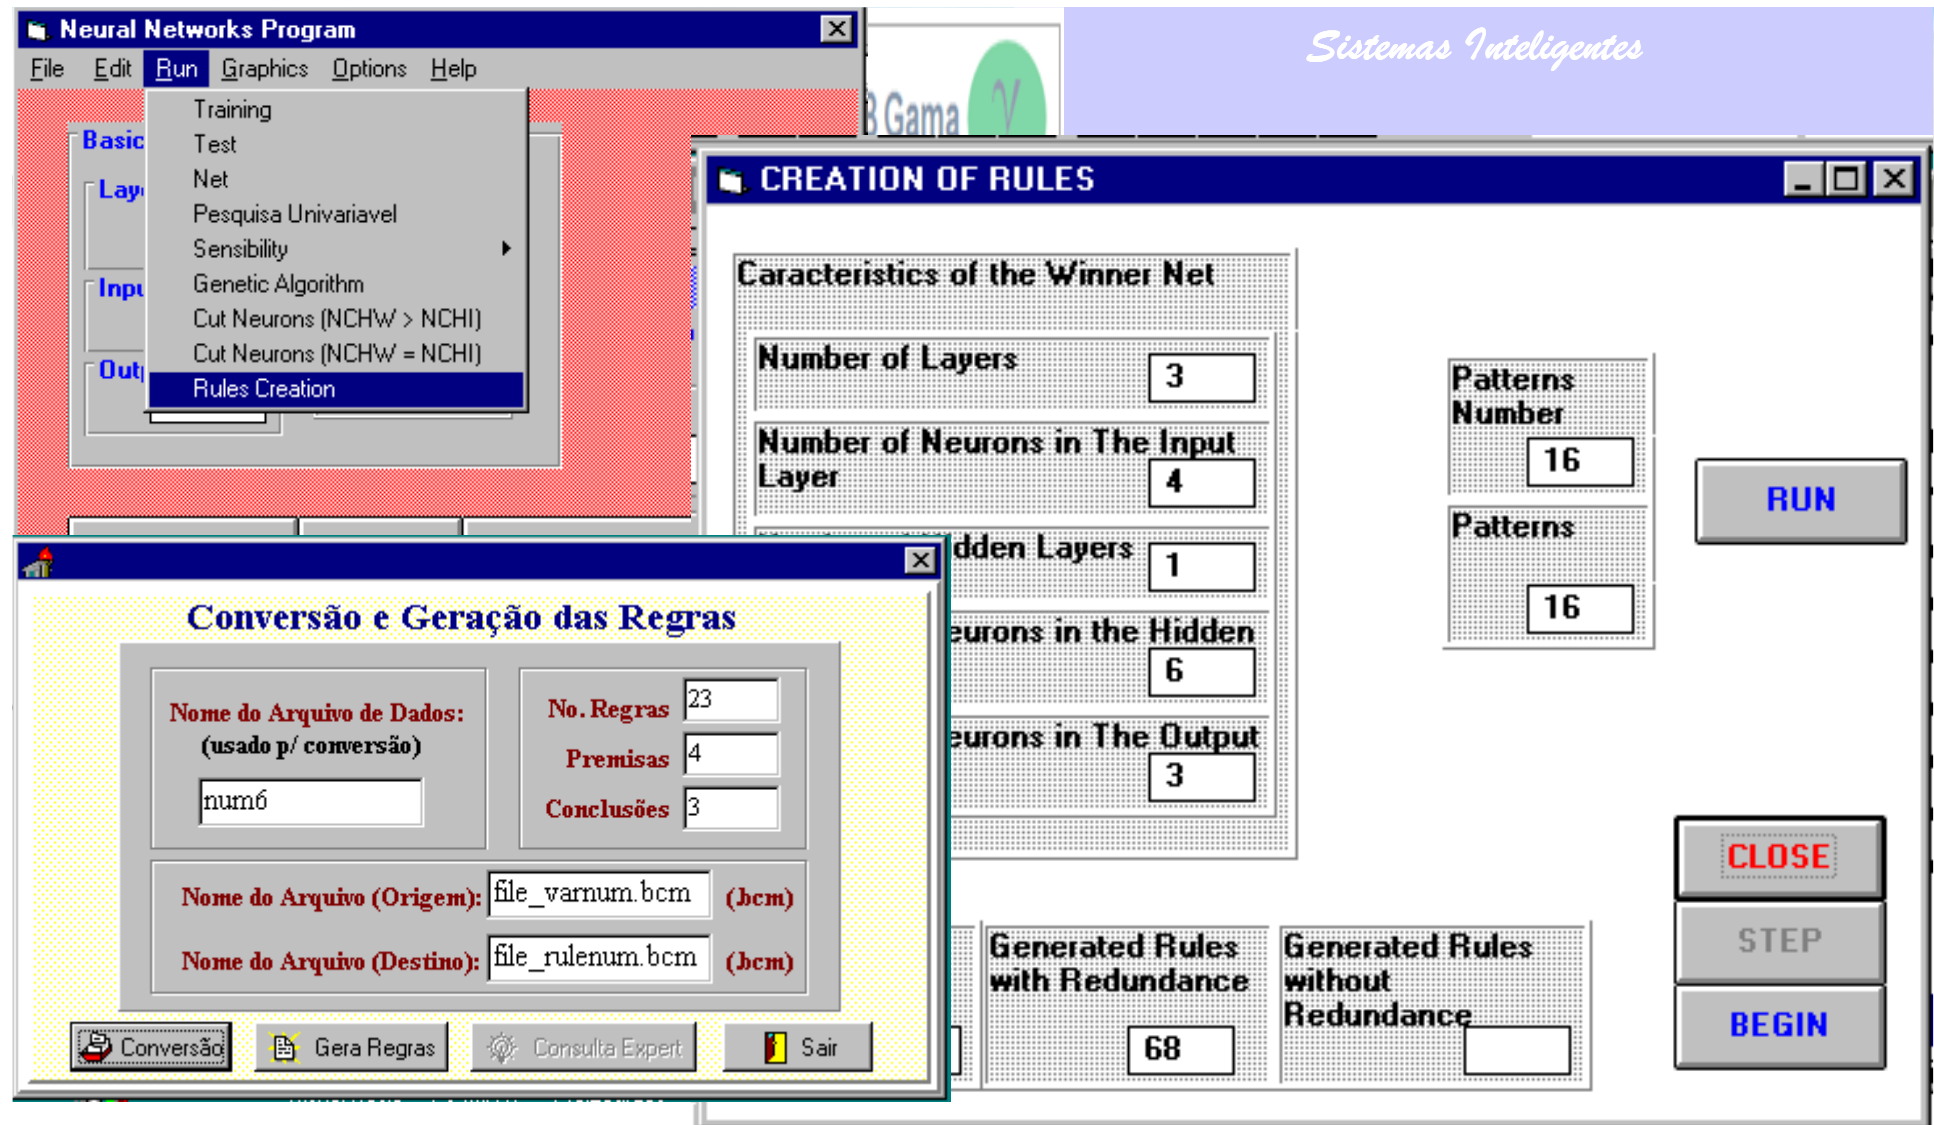 Neural Networks Program
File Edit Run Graphics Options Help
Training
Test
Net
Pesquisa Univariavel
Sensibility
Genetic Algorithm
Cut Neurons (NCHW > NCHI)
Cut Neurons (NCHW = NCHI)
Rules Creation
Basic
Gama γ
Sistemas Inteligentes
CREATION OF RULES
Caracteristics of the Winner Net
Number of Layers
3
Number of Neurons in The Input
Layer
4
dden Layers
1
eurons in the Hidden
6
eurons in The Output
3
Patterns
Number
16
Patterns
16
RUN
CLOSE
STEP
BEGIN
Generated Rules
with Redundance
68
Generated Rules
without
Redundance
Conversão e Geração das Regras
Nome do Arquivo de Dados:
(usado p/ conversão)
num6
No. Regras 23
Premisas 4
Conclusões 3
Nome do Arquivo (Origem): file_varnum.bcm (.bcm)
Nome do Arquivo (Destino): file_rulenum.bcm (.bcm)
Conversão Gera Regras Consulta Expert Sair